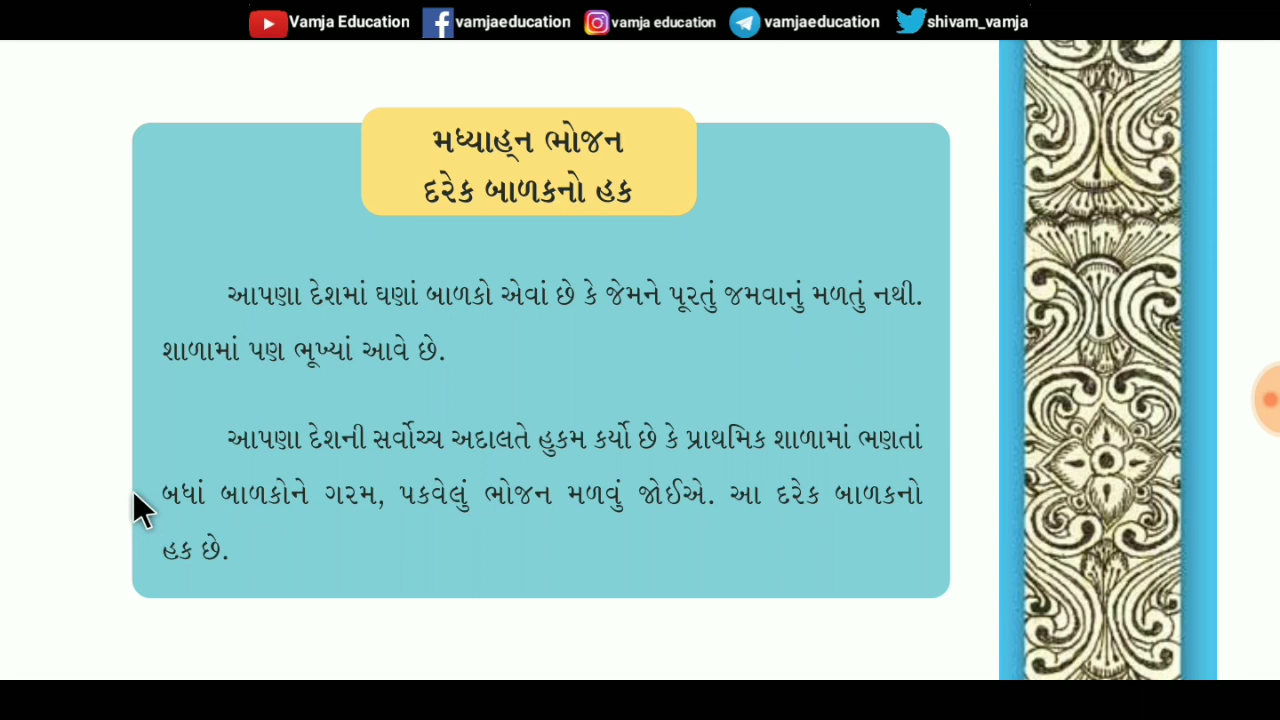 Vamja Education vamjaeducation vamja education vamjaeducation shivam_vamja
મધ્યાહ્ન ભોજન
દરેક બાળકનો હક
આપણા દેશમાં ઘણાં બાળકો એવાં છે કે જેમને પૂરતું જમવાનું મળતું નથી.
શાળામાં પણ ભૂખ્યાં આવે છે.
આપણા દેશની સર્વોચ્ચ અદાલતે હુકમ કર્યો છે કે પ્રાથમિક શાળામાં ભણતાં
બધાં બાળકોને ગરમ, પકવેલું ભોજન મળવું જોઈએ. આ દરેક બાળકનો
હક છે.